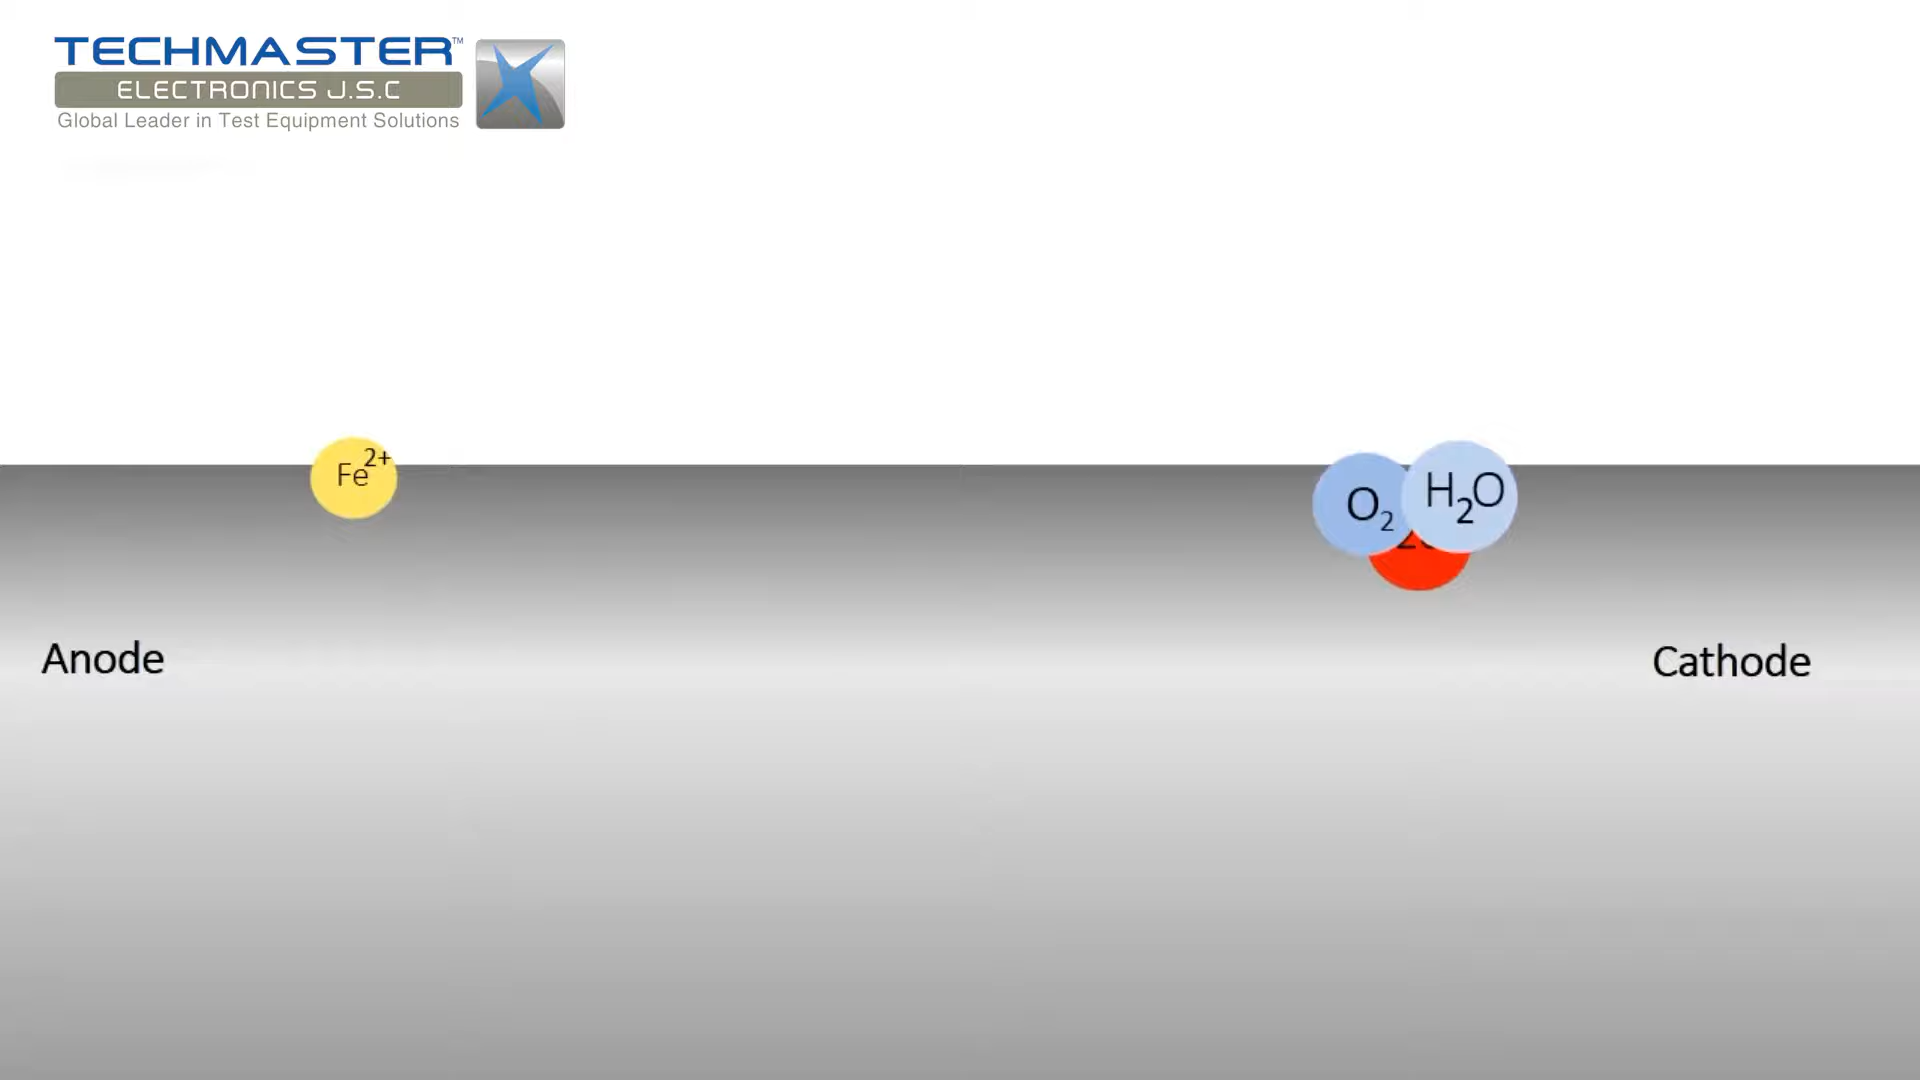 TECHMASTER™
ELECTRONICS J.S.C
Global Leader in Test Equipment Solutions
Fe²⁺
O₂
H₂O
Anode
Cathode